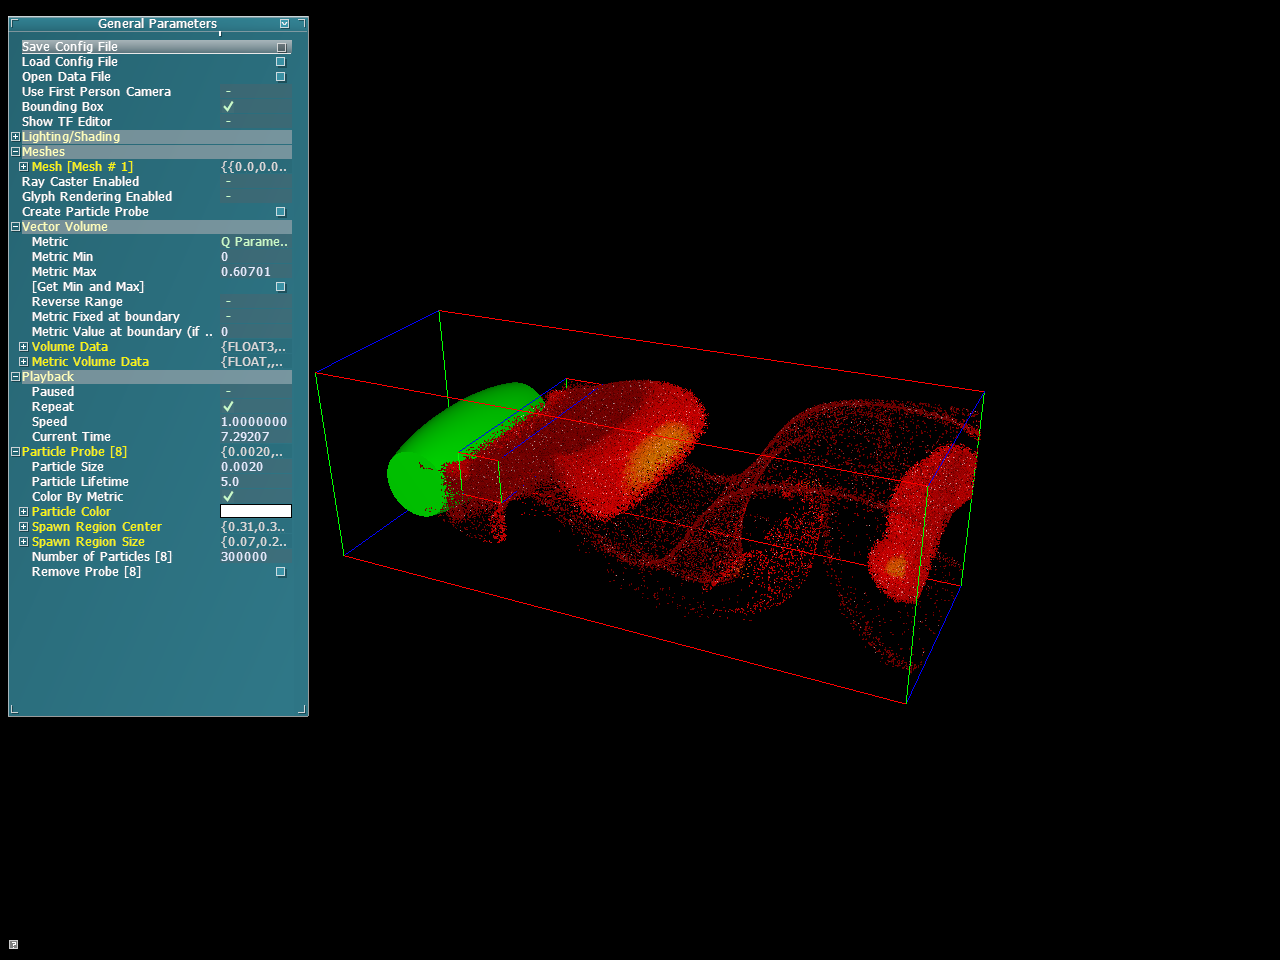 General Parameters
Save Config File
Load Config File
Open Data File
Use First Person Camera -
Bounding Box ✓
Show TF Editor -
Lighting/Shading
Meshes
Mesh [Mesh # 1] {{0.0,0.0..
Ray Caster Enabled -
Glyph Rendering Enabled -
Create Particle Probe
Vector Volume
Metric Q Parame..
Metric Min 0
Metric Max 0.60701
[Get Min and Max]
Reverse Range -
Metric Fixed at boundary -
Metric Value at boundary (if .. 0
Volume Data {FLOAT3,..
Metric Volume Data {FLOAT,,..
Playback
Paused -
Repeat ✓
Speed 1.0000000
Current Time 7.29207
Particle Probe [8] {0.0020,..
Particle Size 0.0020
Particle Lifetime 5.0
Color By Metric ✓
Particle Color
Spawn Region Center {0.31,0.3..
Spawn Region Size {0.07,0.2..
Number of Particles [8] 300000
Remove Probe [8]
?